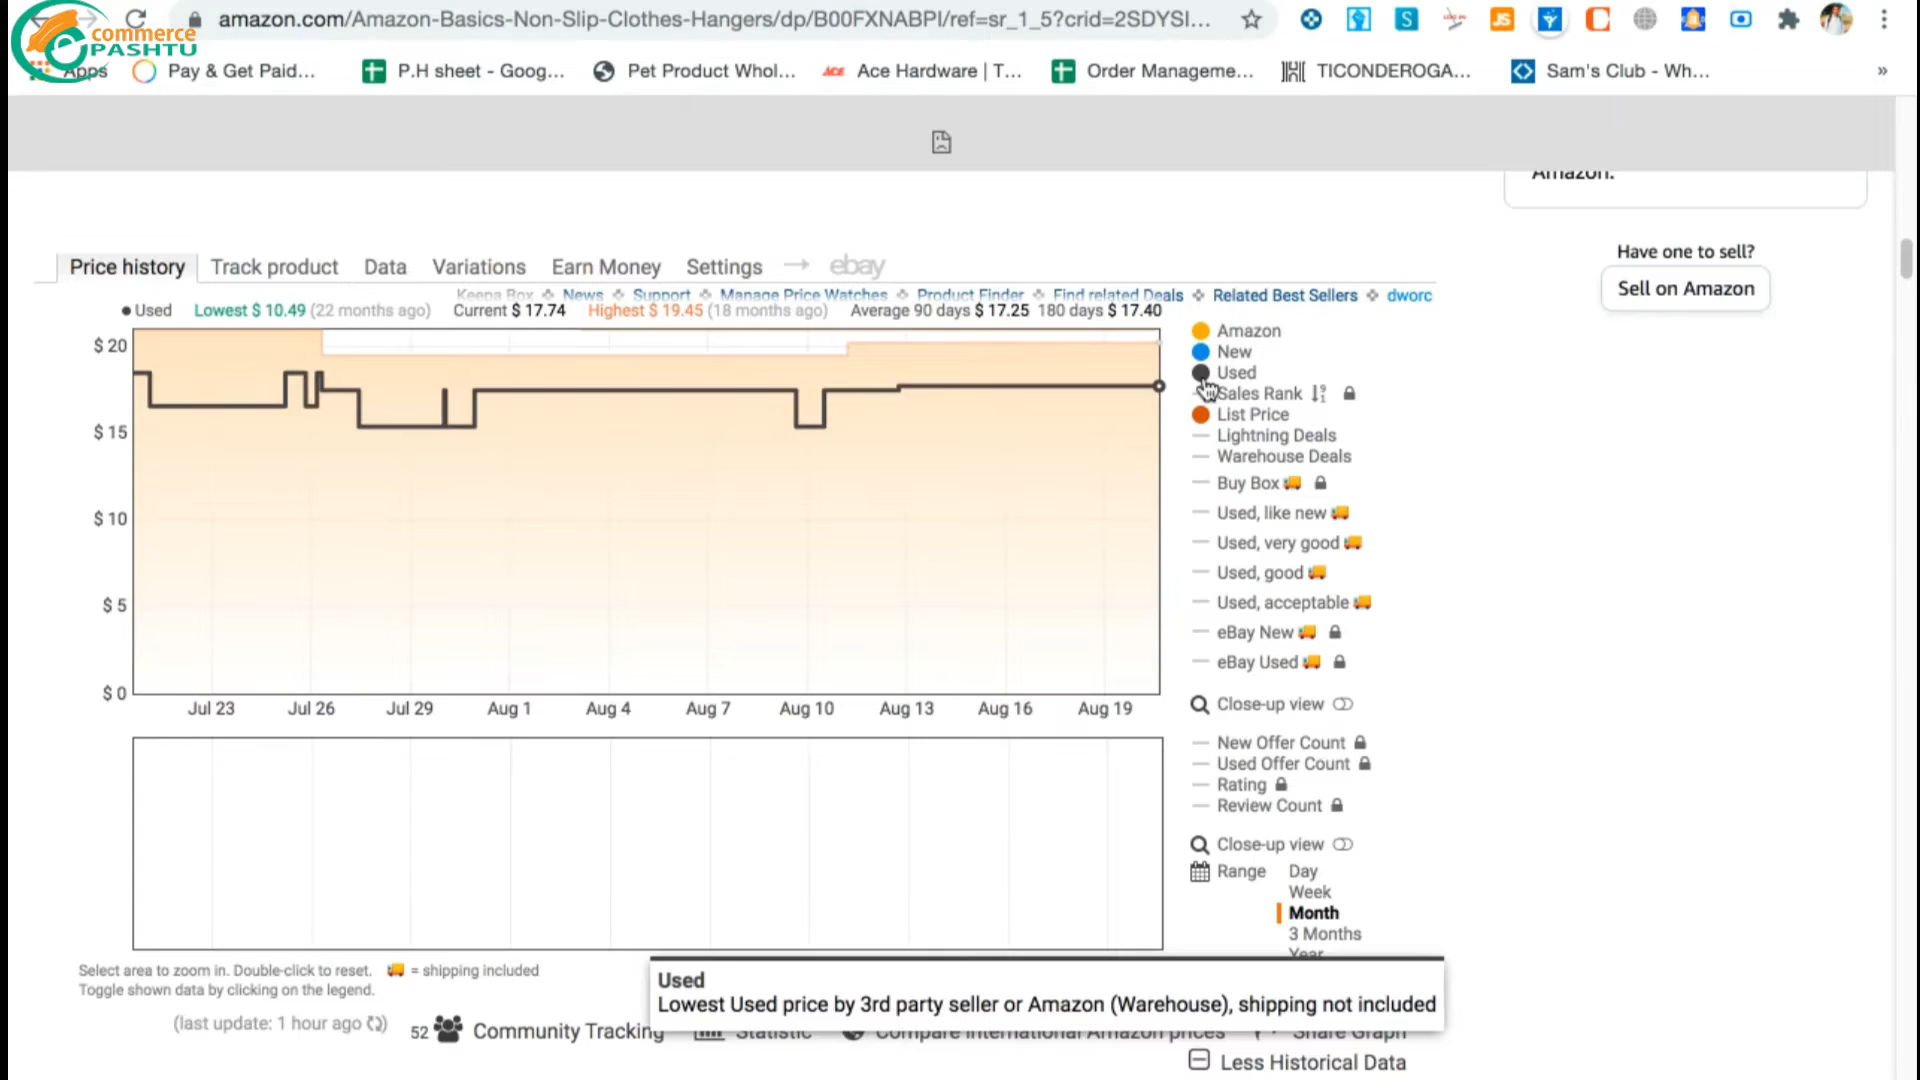 amazon.com/Amazon-Basics-Non-Slip-Clothes-Hangers/dp/B00FXNABPI/ref=sr_1_5?crid=2SDYSI...
commerce
PASHTU
Apps
Pay & Get Paid...
P.H sheet - Goog...
Pet Product Whol...
Ace Hardware | T...
Order Manageme...
TICONDEROGA...
Sam's Club - Wh...
»
Amazon.
Have one to sell?
Sell on Amazon
Price history Track product Data Variations Earn Money Settings → ebay
Keepa Box News Support Manage Price Watches Product Finder Find related Deals Related Best Sellers dworc
Used Lowest $ 10.49 (22 months ago) Current $ 17.74 Highest $ 19.45 (18 months ago) Average 90 days $ 17.25 180 days $ 17.40
$ 20
$ 15
$ 10
$ 5
$ 0
Jul 23 Jul 26 Jul 29 Aug 1 Aug 4 Aug 7 Aug 10 Aug 13 Aug 16 Aug 19
Amazon
New
Used
Sales Rank
List Price
Lightning Deals
Warehouse Deals
Buy Box
Used, like new
Used, very good
Used, good
Used, acceptable
eBay New
eBay Used
Close-up view
New Offer Count
Used Offer Count
Rating
Review Count
Close-up view
Range
Day
Week
Month
3 Months
Year
Select area to zoom in. Double-click to reset. = shipping included
Toggle shown data by clicking on the legend.
(last update: 1 hour ago)
Used
Lowest Used price by 3rd party seller or Amazon (Warehouse), shipping not included
52 Community Tracking Statistic Compare international Amazon prices Share Graph
Less Historical Data